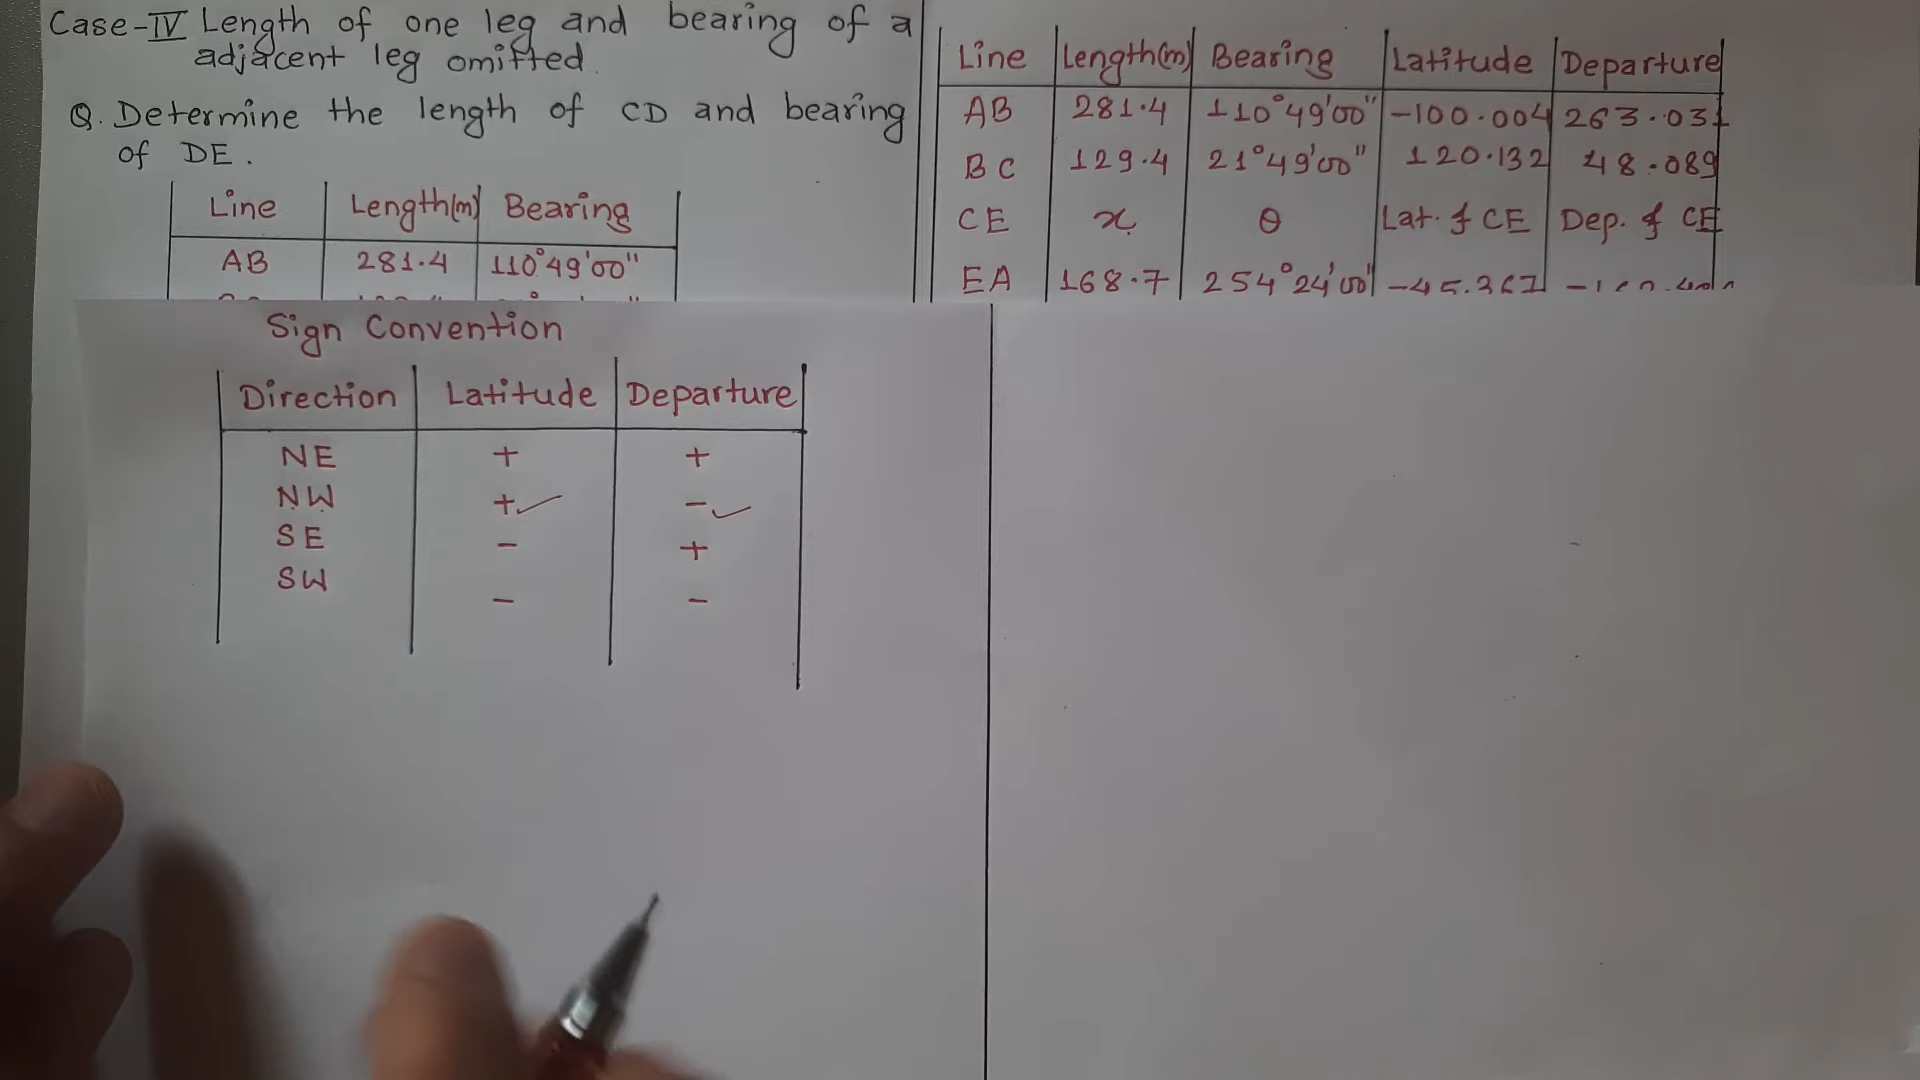 Case-IV Length of one leg and bearing of a
adjacent leg omitted.
Q. Determine the length of CD and bearing
of DE.
Line Length(m) Bearing
AB 281.4 110°49'00"
Line Length(m) Bearing Latitude Departure
AB 281.4 110°49'00" -100.004 263.031
BC 129.4 21°49'00" 120.132 48.089
CE x θ Lat. of CE Dep. of CE
EA 168.7 254°24'00" -45.367
Sign Convention
Direction Latitude Departure
NE + +
NW +✓ -✓
SE - +
SW - -